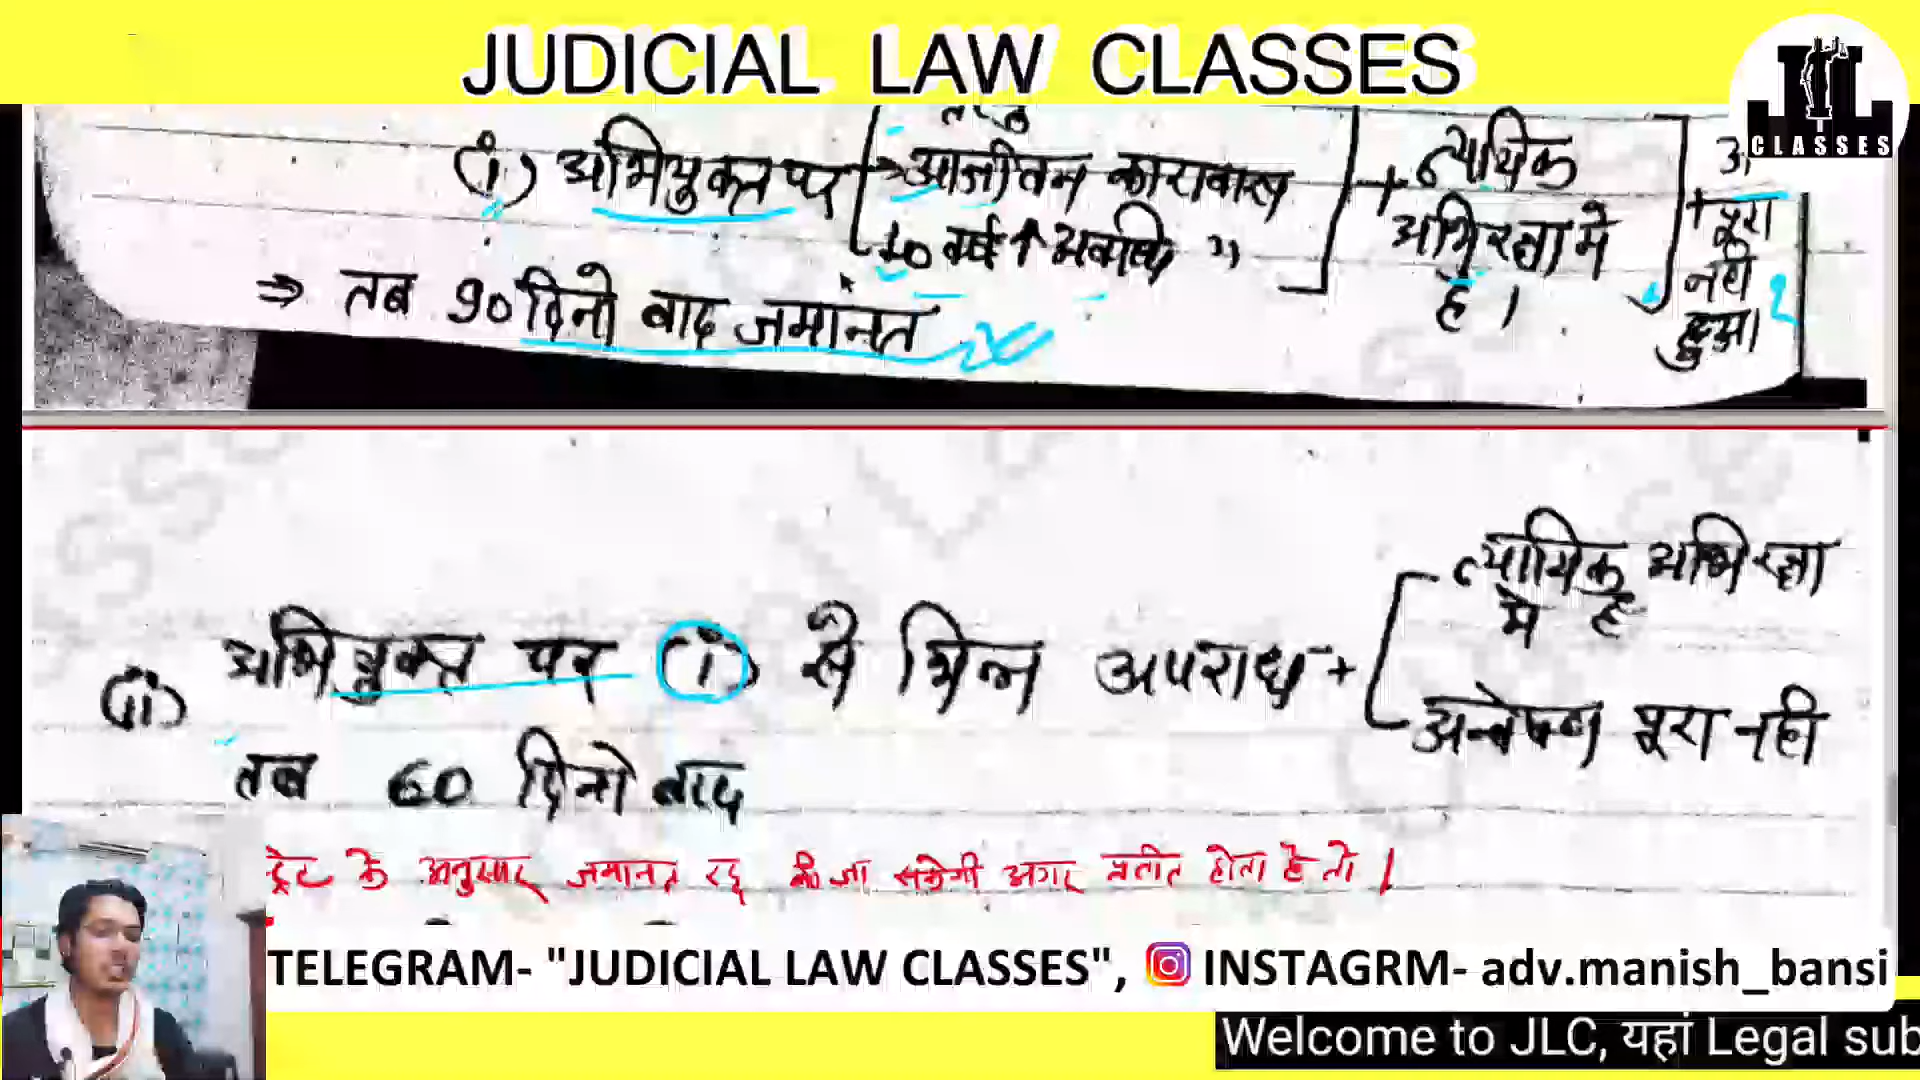 JUDICIAL LAW CLASSES
JL
CLASSES
(i) अभियुक्त पर → आजीवन कारावास + न्यायिक
10 वर्ष ↑ अवधि " अभिरक्षा में है। + पूरा नही हुआ।
⇒ तब 90 दिनो बाद जमानत
(ii) अभियुक्त पर (i) से भिन्न अपराध + न्यायिक अभिरक्षा
मे है
अन्वेषण पूरा नही
तब 60 दिनो बाद
के अनुसार जमानत रद्द की जा सकेगी अगर प्रतीत होता है तो।
TELEGRAM- "JUDICIAL LAW CLASSES", INSTAGRM- adv.manish_bansi
Welcome to JLC, यहां Legal sub